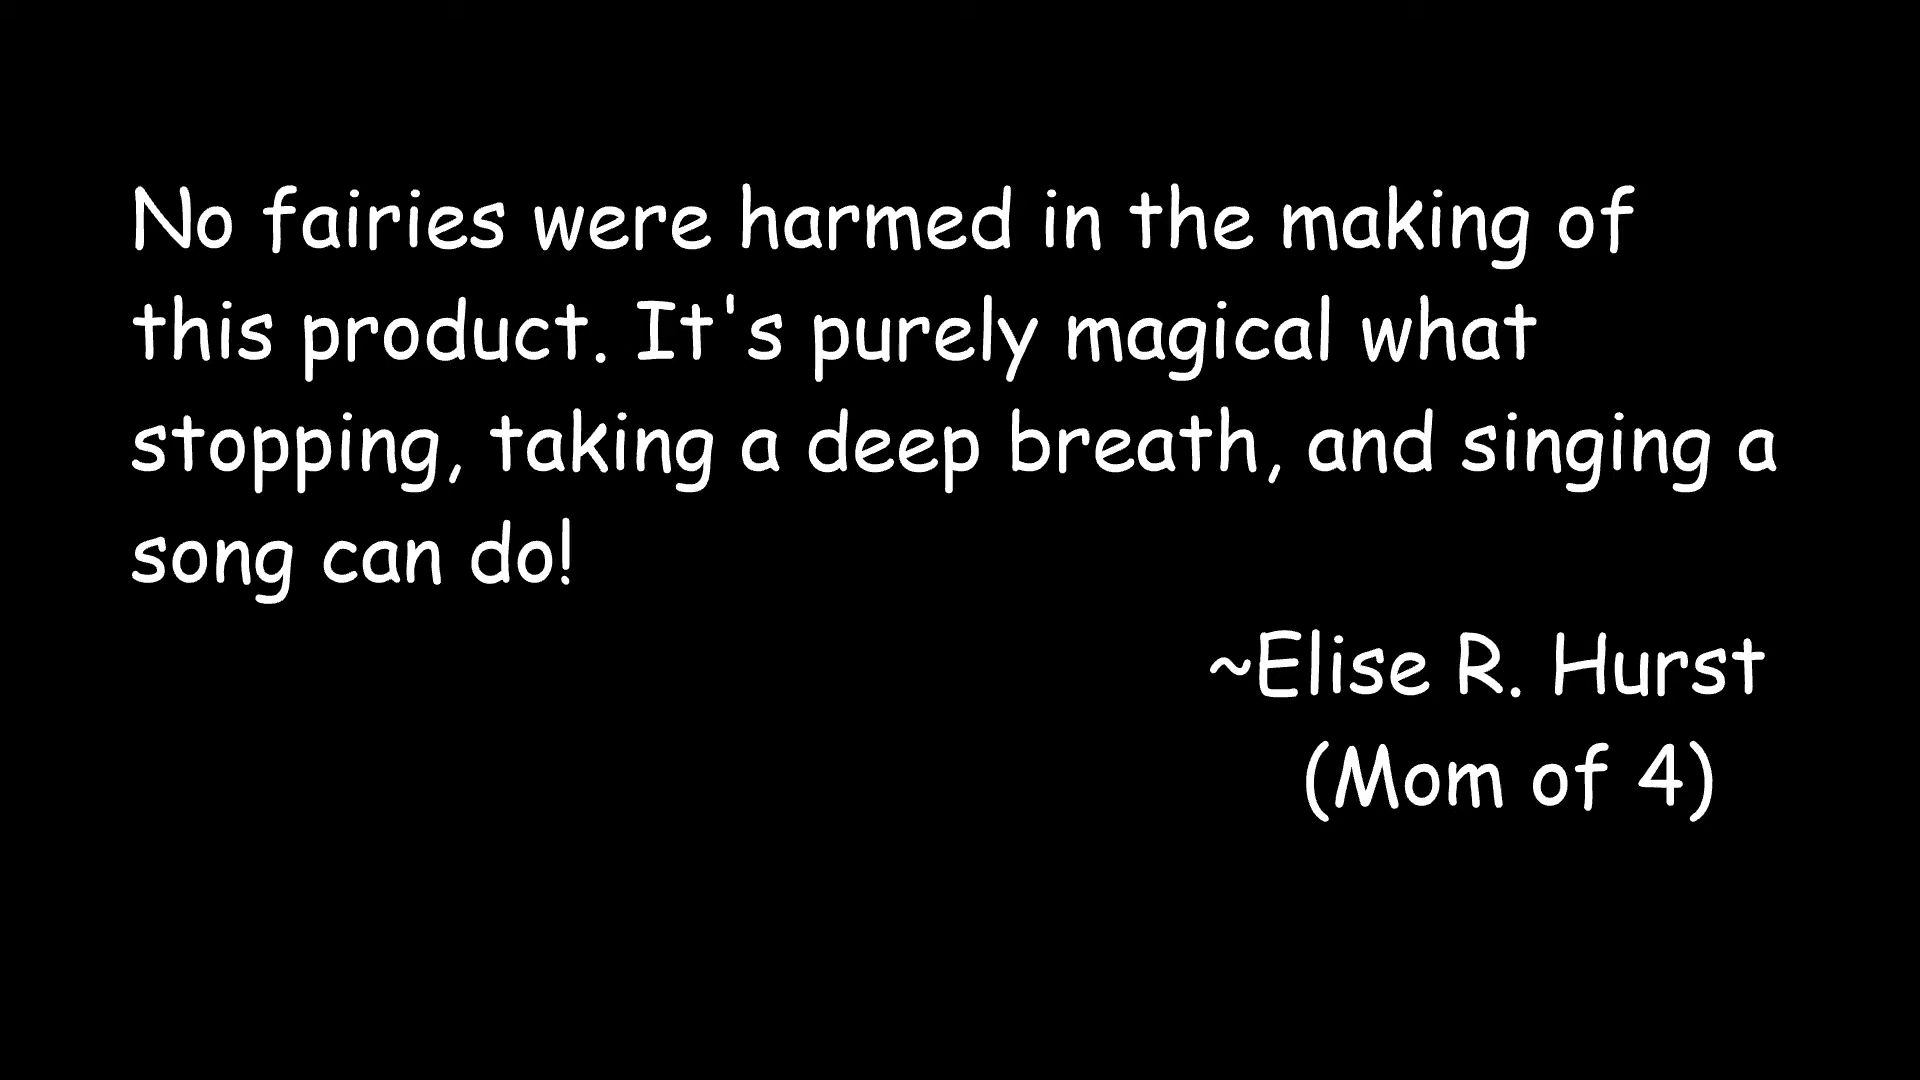 No fairies were harmed in the making of
this product. It's purely magical what
stopping, taking a deep breath, and singing a
song can do!
~Elise R. Hurst
(Mom of 4)